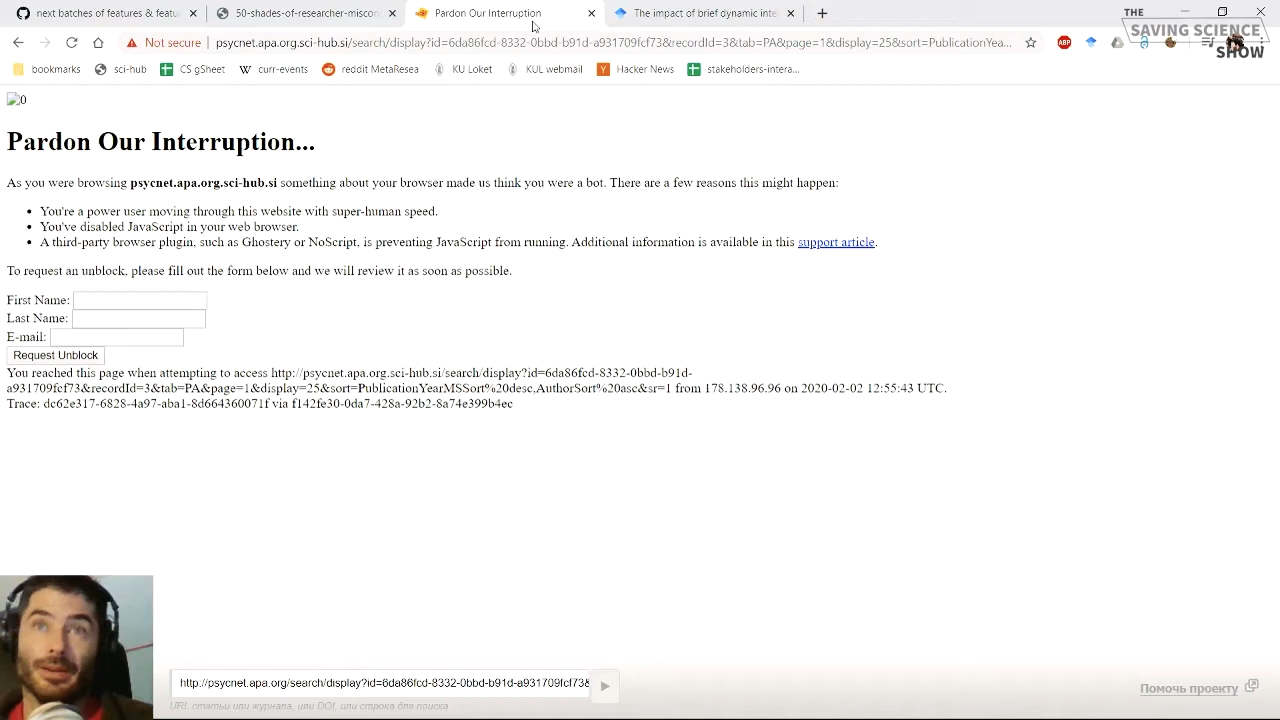 next batches of features & featu
50-shades-of-researcher-miscon
Pardon Our Interruption
The impact of brief dynamic inte
THE
SAVING SCIENCE
SHOW
Not secure
psycnet.apa.org.sci-hub.si/search/display?id=
b91d-a931709fcf73&recordId=3&tab=PA&page=1&display=25&sort=PublicationYea...
ABP
bookmarks
sci-hub
CS gSheet
curr-events
reddit MetaResea
KU Loket
KUL webmail
Hacker News
stakeholders-intra...
0
Pardon Our Interruption...
As you were browsing psycnet.apa.org.sci-hub.si something about your browser made us think you were a bot. There are a few reasons this might happen:
• You're a power user moving through this website with super-human speed.
• You've disabled JavaScript in your web browser.
• A third-party browser plugin, such as Ghostery or NoScript, is preventing JavaScript from running. Additional information is available in this support article.
To request an unblock, please fill out the form below and we will review it as soon as possible.
First Name:
Last Name:
E-mail:
Request Unblock
You reached this page when attempting to access http://psycnet.apa.org.sci-hub.si/search/display?id=6da86fcd-8332-0bbd-b91d-
a931709fcf73&recordId=3&tab=PA&page=1&display=25&sort=PublicationYearMSSort%20desc,AuthorSort%20asc&sr=1 from 178.138.96.96 on 2020-02-02 12:55:43 UTC.
Trace: dc62e317-6828-4a97-aba1-8d664360071f via f142fe30-0da7-428a-92b2-8a74e399b4ec
http://psycnet.apa.org/search/display?id=6da86fcd-8332-0bbd-b91d-a931709fcf73&
URL статьи или журнала, или DOI, или строка для поиска
Помочь проекту